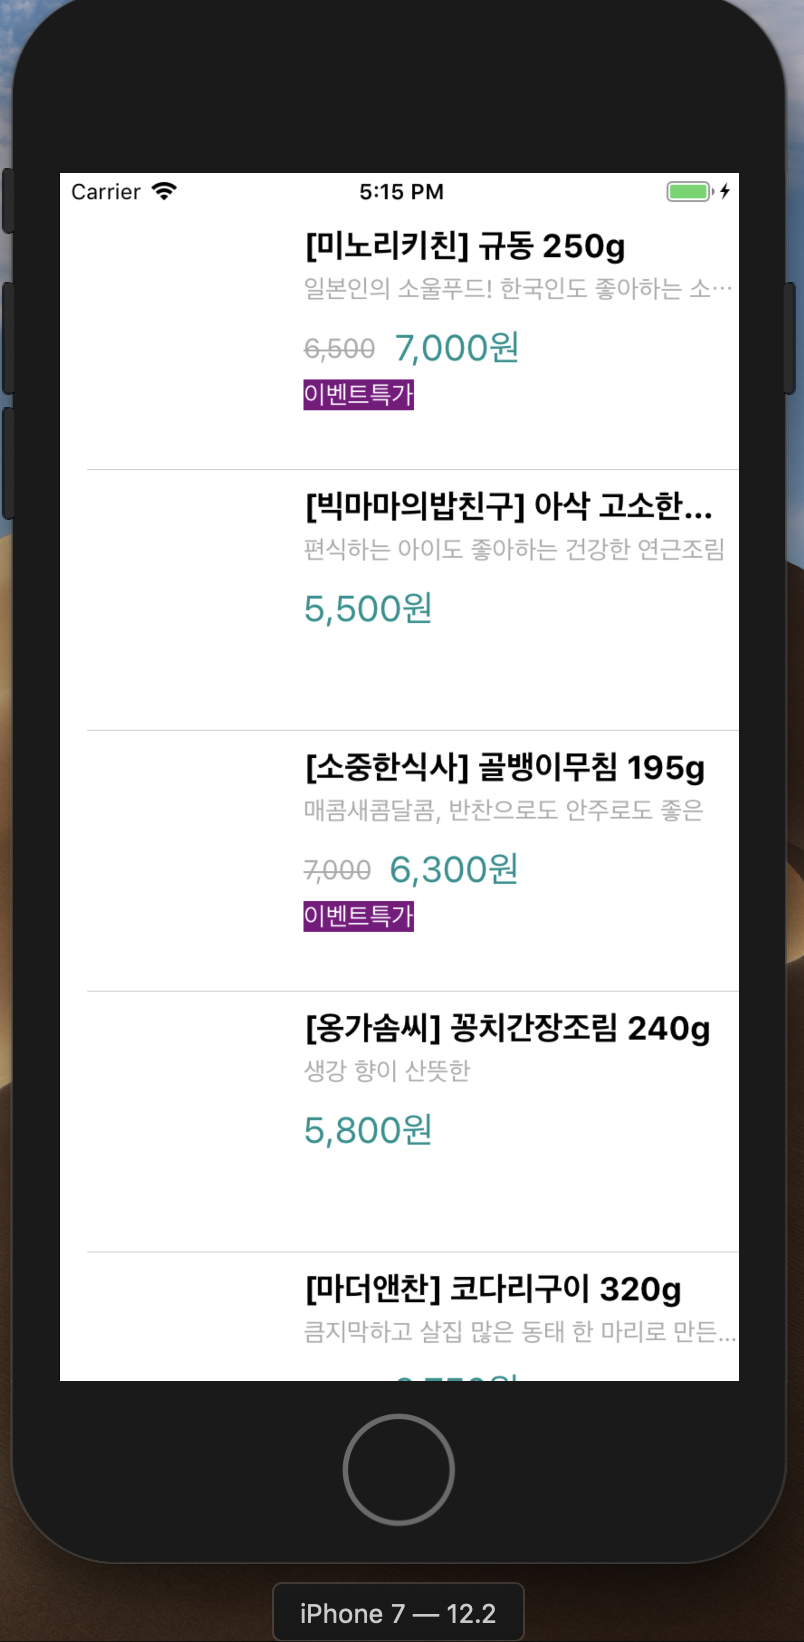 Carrier 5:15 PM
[미노리키친] 규동 250g
일본인의 소울푸드! 한국인도 좋아하는 소…
6,500 7,000원
이벤트특가
[빅마마의밥친구] 아삭 고소한...
편식하는 아이도 좋아하는 건강한 연근조림
5,500원
[소중한식사] 골뱅이무침 195g
매콤새콤달콤, 반찬으로도 안주로도 좋은
7,000 6,300원
이벤트특가
[옹가솜씨] 꽁치간장조림 240g
생강 향이 산뜻한
5,800원
[마더앤찬] 코다리구이 320g
큼지막하고 살집 많은 동태 한 마리로 만든...
iPhone 7 — 12.2